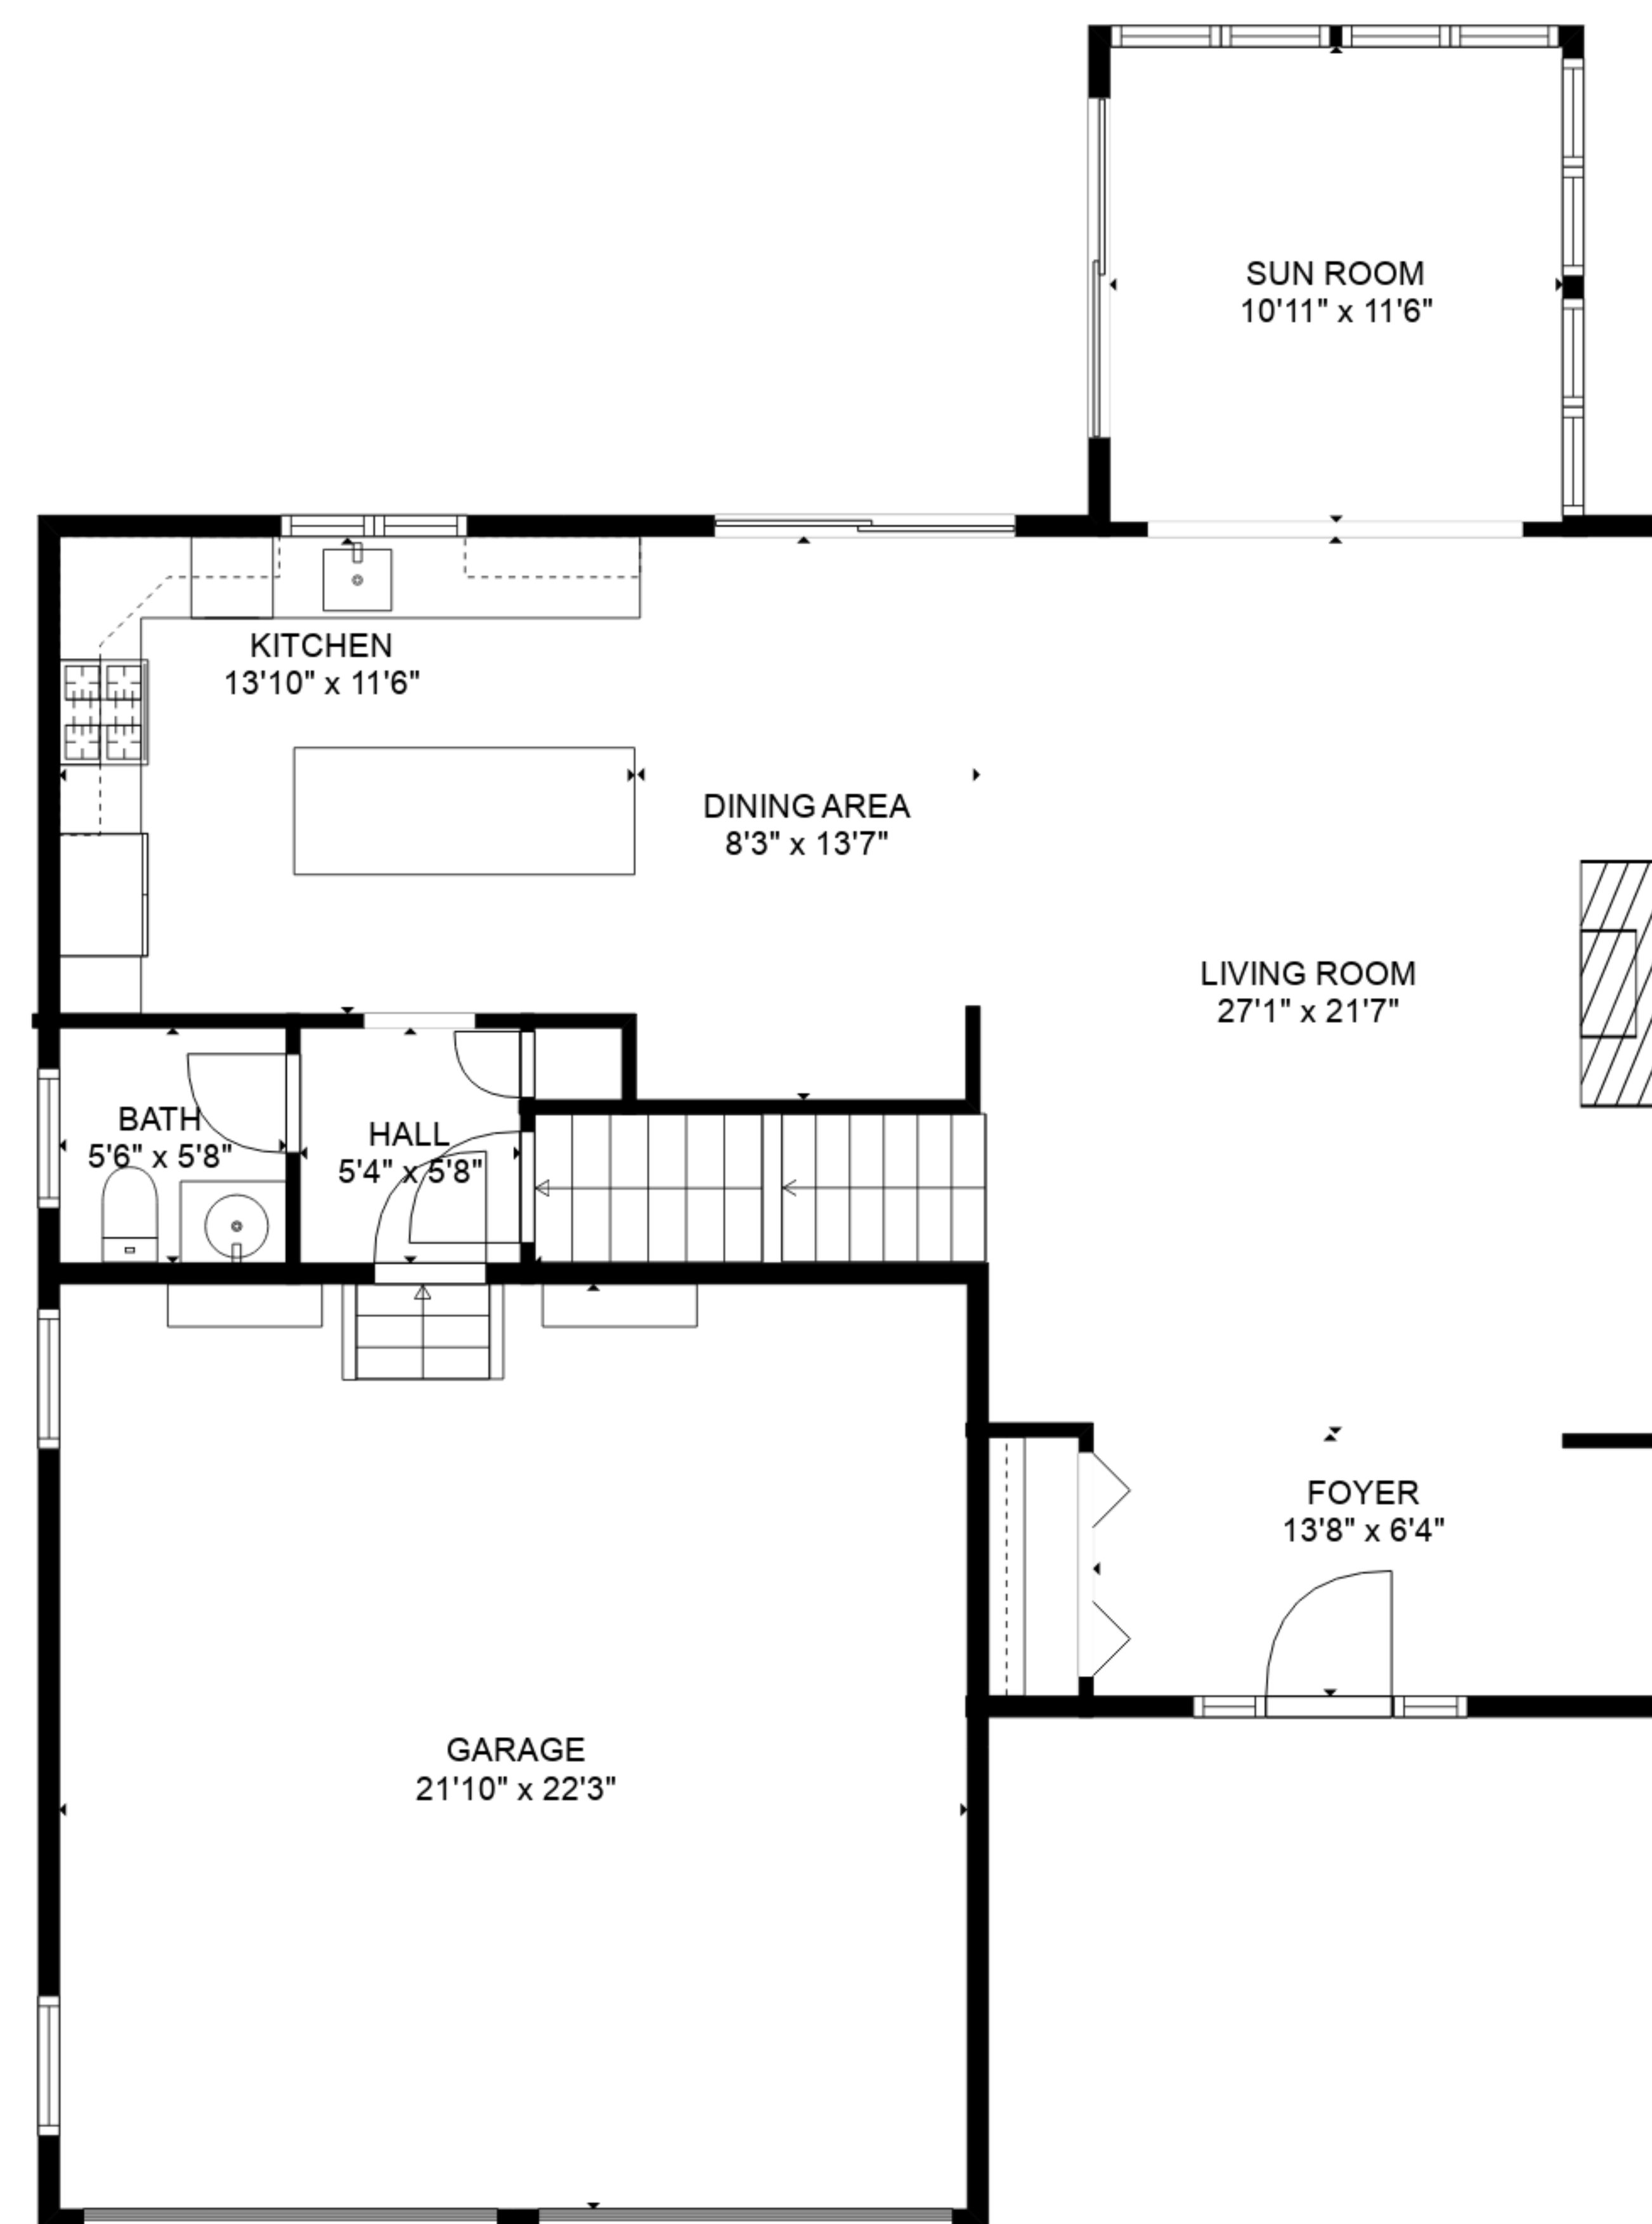 SUN ROOM
10'11" x 11'6"
KITCHEN
13'10" x 11'6"
DINING AREA
8'3" x 13'7"
LIVING ROOM
27'1" x 21'7"
BATH
5'6" x 5'8"
HALL
5'4" x 5'8"
FOYER
13'8" x 6'4"
GARAGE
21'10" x 22'3"